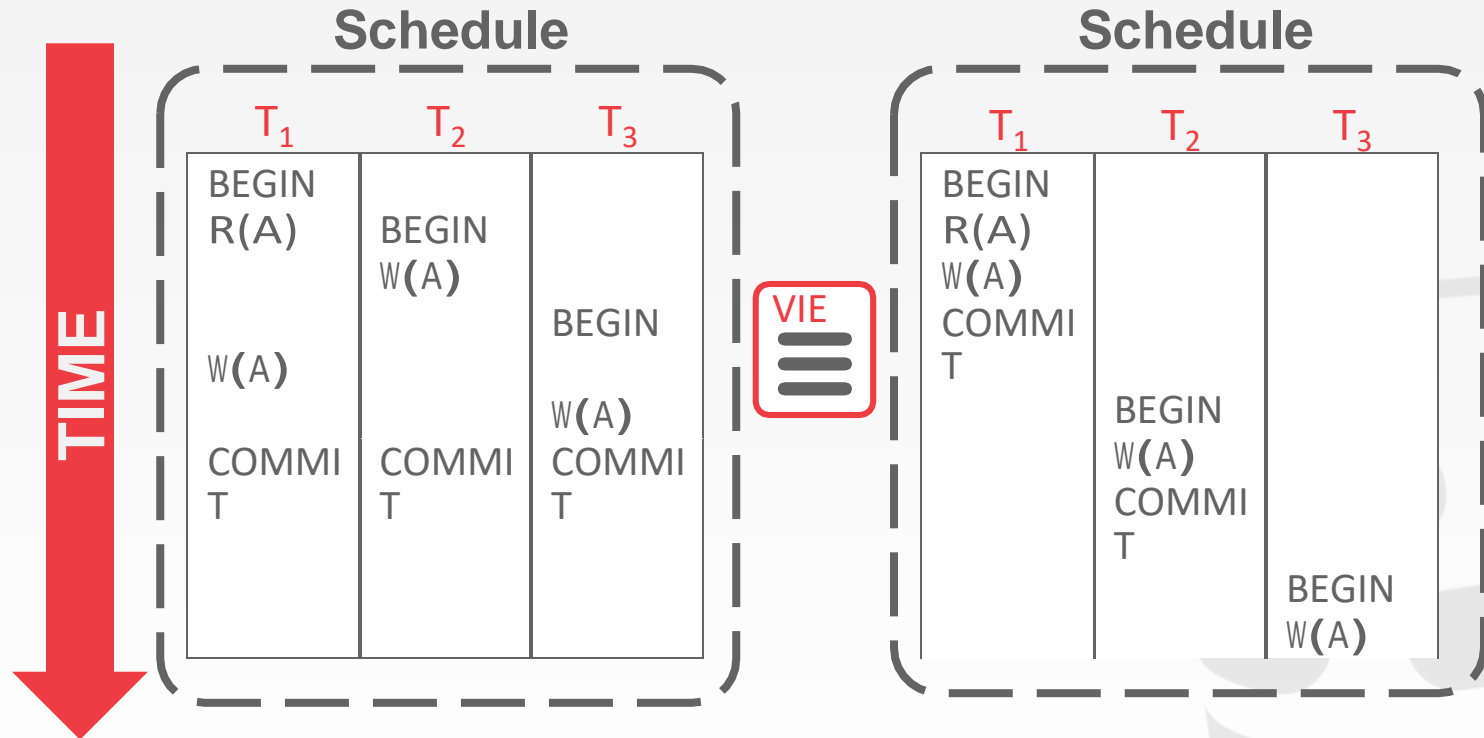 Schedule
Schedule
TIME
T1 T2 T3
BEGIN
R(A) BEGIN
W(A)
BEGIN
W(A)
W(A)
COMMI COMMI COMMI
T T T
VIE
T1 T2 T3
BEGIN
R(A)
W(A)
COMMI
T
BEGIN
W(A)
COMMI
T
BEGIN
W(A)